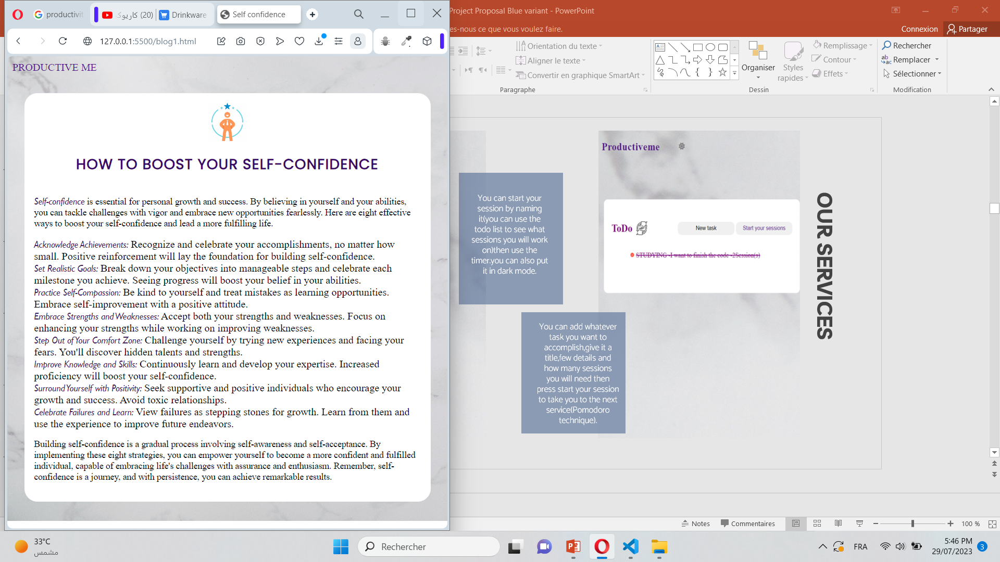 productivit
(20) كاريوك
Drinkware
Self confidence
127.0.0.1:5500/blog1.html
PRODUCTIVE ME
HOW TO BOOST YOUR SELF-CONFIDENCE
Self-confidence is essential for personal growth and success. By believing in yourself and your abilities,
you can tackle challenges with vigor and embrace new opportunities fearlessly. Here are eight effective
ways to boost your self-confidence and lead a more fulfilling life.
Acknowledge Achievements: Recognize and celebrate your accomplishments, no matter how
small. Positive reinforcement will lay the foundation for building self-confidence.
Set Realistic Goals: Break down your objectives into manageable steps and celebrate each
milestone you achieve. Seeing progress will boost your belief in your abilities.
Practice Self-Compassion: Be kind to yourself and treat mistakes as learning opportunities.
Embrace self-improvement with a positive attitude.
Embrace Strengths and Weaknesses: Accept both your strengths and weaknesses. Focus on
enhancing your strengths while working on improving weaknesses.
Step Out of Your Comfort Zone: Challenge yourself by trying new experiences and facing your
fears. You'll discover hidden talents and strengths.
Improve Knowledge and Skills: Continuously learn and develop your expertise. Increased
proficiency will boost your self-confidence.
Surround Yourself with Positivity: Seek supportive and positive individuals who encourage your
growth and success. Avoid toxic relationships.
Celebrate Failures and Learn: View failures as stepping stones for growth. Learn from them and
use the experience to improve future endeavors.
Building self-confidence is a gradual process involving self-awareness and self-acceptance. By
implementing these eight strategies, you can empower yourself to become a more confident and fulfilled
individual, capable of embracing life's challenges with assurance and enthusiasm. Remember, self-
confidence is a journey, and with persistence, you can achieve remarkable results.
Project Proposal Blue variant - PowerPoint
es-nous ce que vous voulez faire.
Connexion
Partager
Orientation du texte
Aligner le texte
Convertir en graphique SmartArt
Paragraphe
Organiser
Styles
rapides
Remplissage
Contour
Effets
Dessin
Rechercher
Remplacer
Sélectionner
Modification
You can start your
session by naming
it(you can use the
todo list to see what
sessions you will work
on)then use the
timer.you can also put
it in dark mode.
You can add whatever
task you want to
accomplish,give it a
title,few details and
how many sessions
you will need then
press start your session
to take you to the next
service(Pomodoro
technique).
Productiveme
ToDo
New task
Start your sessions
STUDYING -I want to finish the code -2Session(s)
OUR SERVICES
Notes
Commentaires
100 %
33°C
مشمس
Rechercher
FRA
5:46 PM
29/07/2023
3